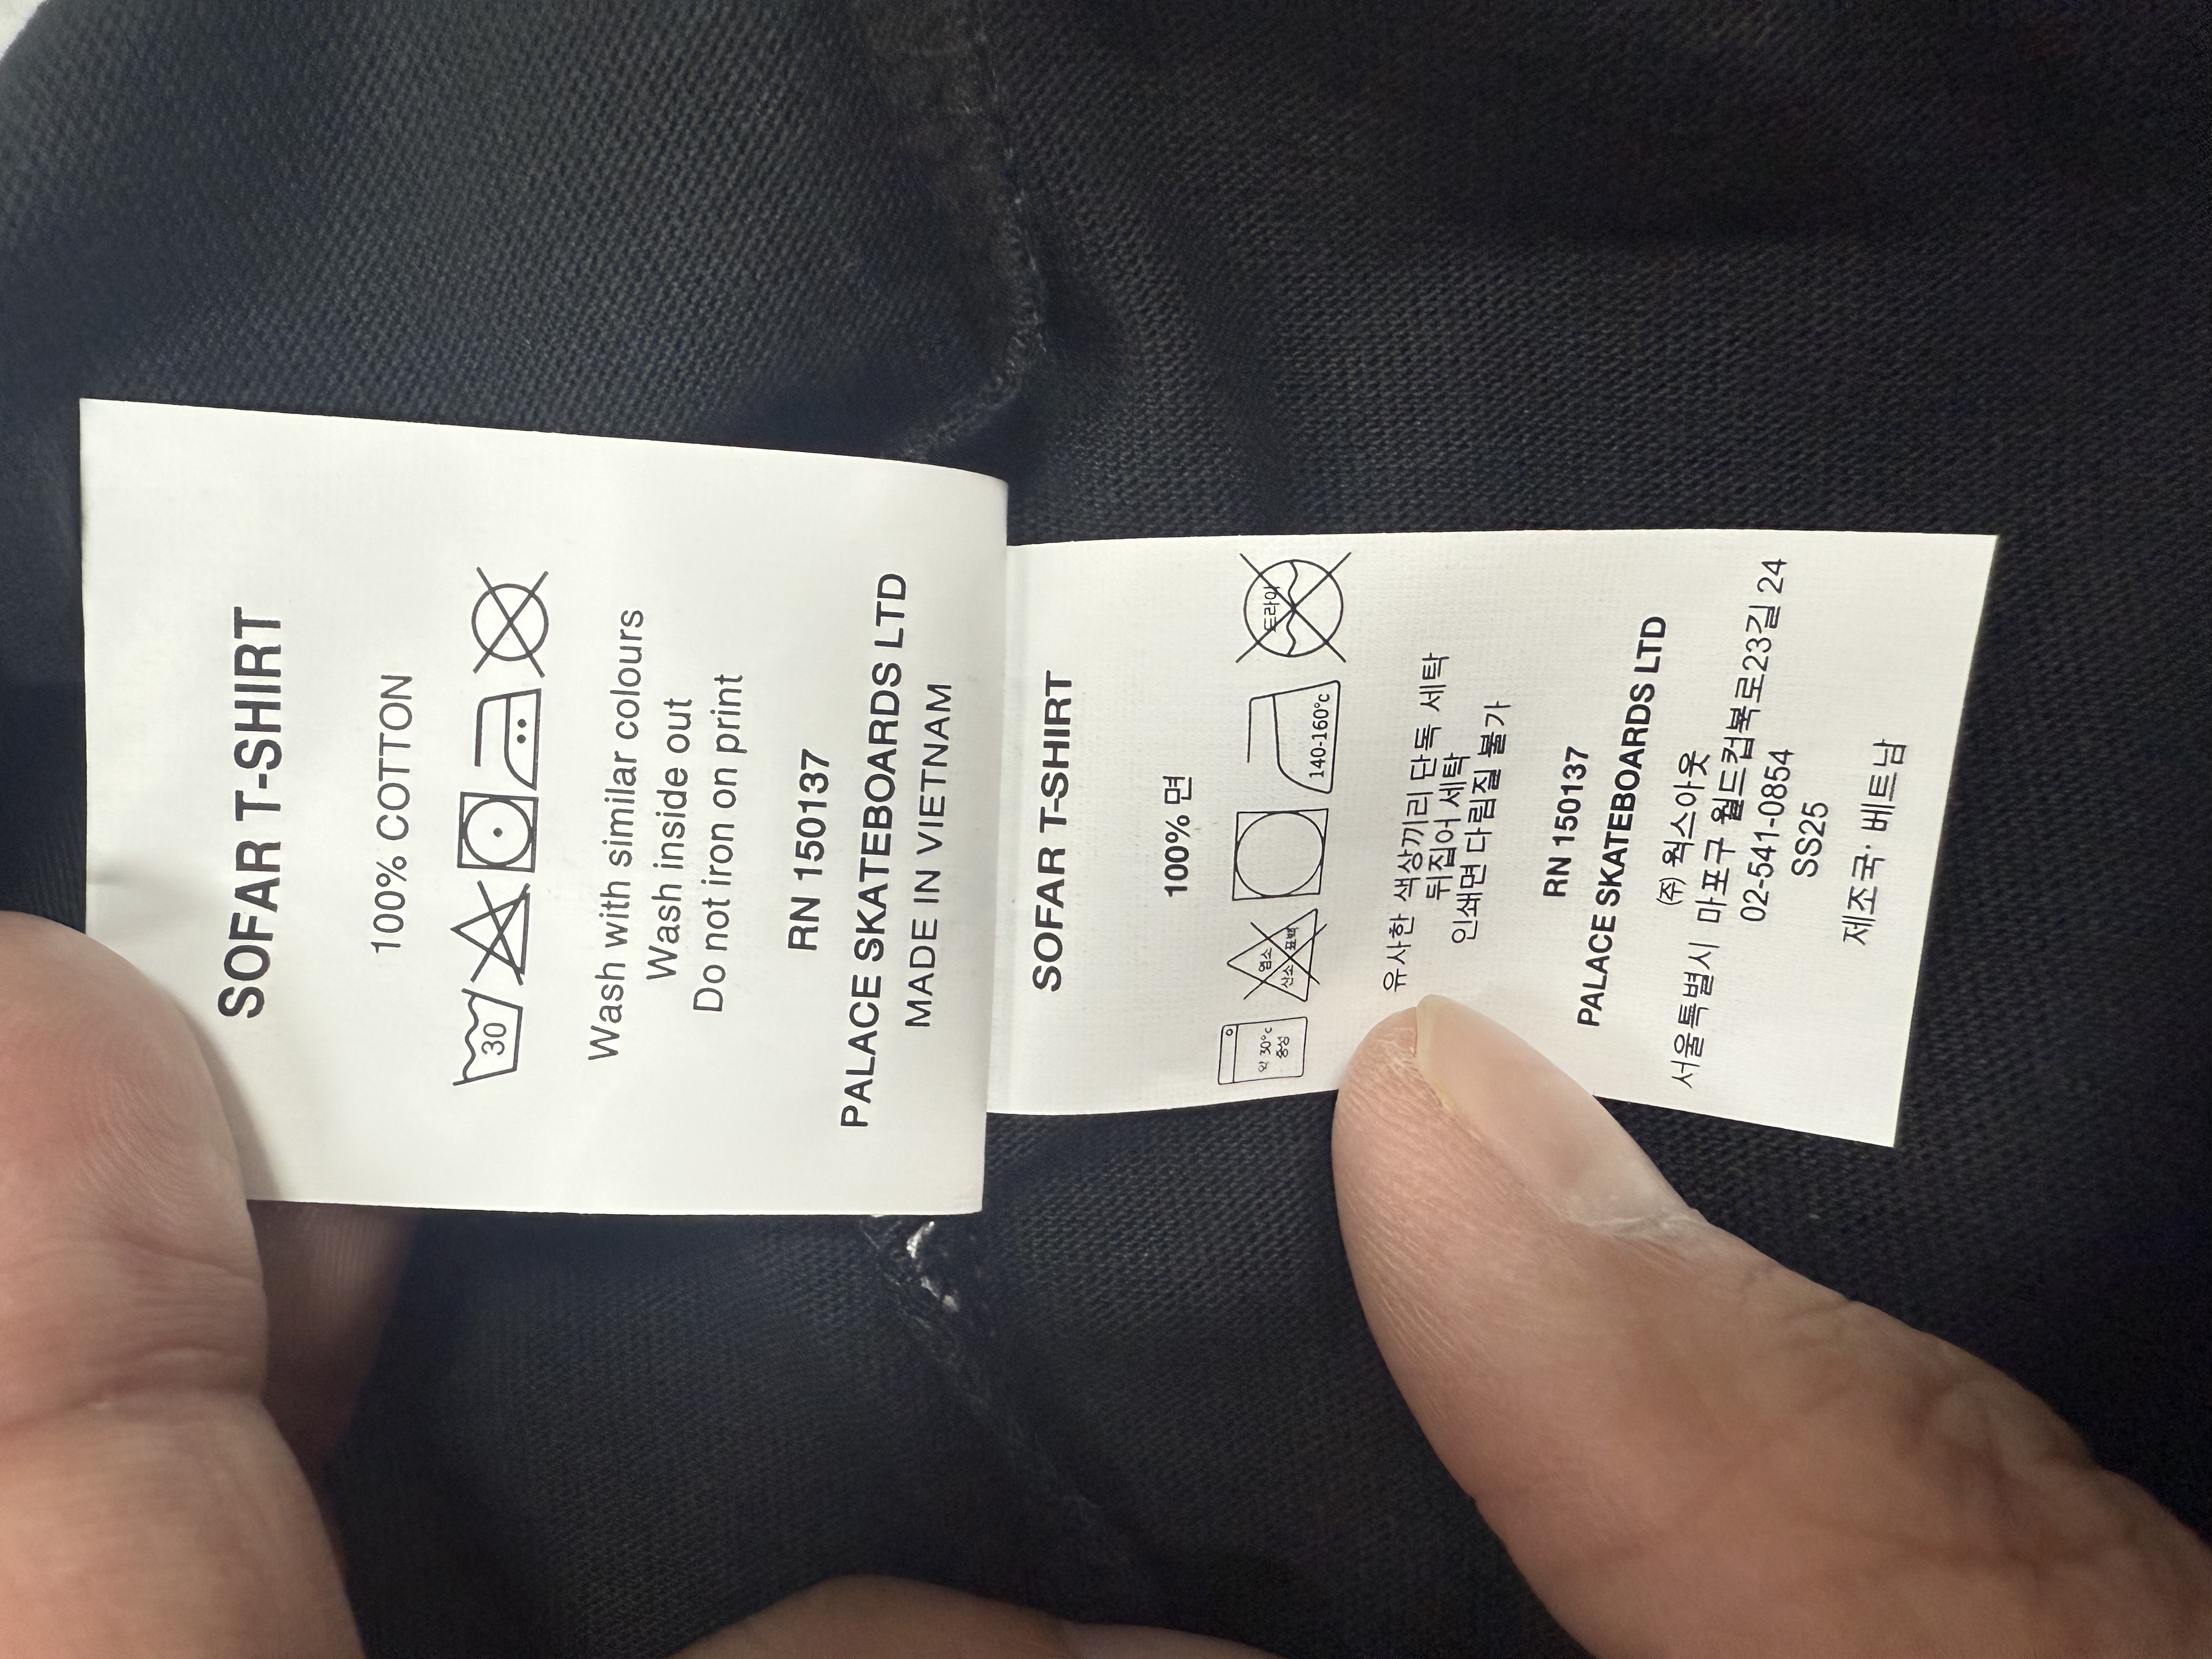 SOFAR T-SHIRT
100% COTTON
30
Wash with similar colours
Wash inside out
Do not iron on print
RN 150137
PALACE SKATEBOARDS LTD
MADE IN VIETNAM
SOFAR T-SHIRT
100% 면
약 30°c
중성
염소
산소 표백
140-160°c
드라이
유사한 색상끼리 단독 세탁
뒤집어 세탁
인쇄면 다림질 불가
RN 150137
PALACE SKATEBOARDS LTD
(주) 웍스아웃
서울특별시 마포구 월드컵북로23길 24
02-541-0854
SS25
제조국: 베트남